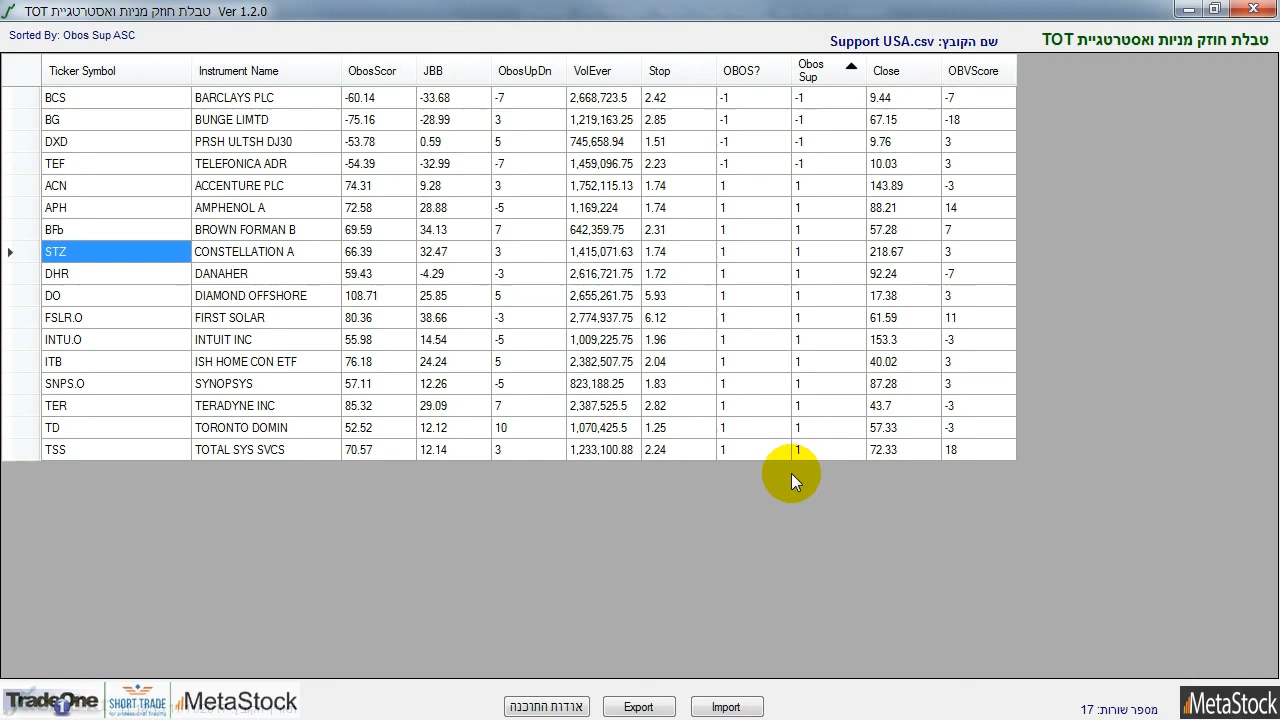 טבלת חוזק מניות ואסטרטגיית TOT Ver 1.2.0
Sorted By: Obos Sup ASC
שם הקובץ: Support USA.csv
טבלת חוזק מניות ואסטרטגיית TOT
Ticker Symbol Instrument Name ObosScor JBB ObosUpDn VolEver Stop OBOS? Obos Sup Close OBVScore
BCS BARCLAYS PLC -60.14 -33.68 -7 2,668,723.5 2.42 -1 -1 9.44 -7
BG BUNGE LIMTD -75.16 -28.99 3 1,219,163.25 2.85 -1 -1 67.15 -18
DXD PRSH ULTSH DJ30 -53.78 0.59 5 745,658.94 1.51 -1 -1 9.76 3
TEF TELEFONICA ADR -54.39 -32.99 -7 1,459,096.75 2.23 -1 -1 10.03 3
ACN ACCENTURE PLC 74.31 9.28 3 1,752,115.13 1.74 1 1 143.89 -3
APH AMPHENOL A 72.58 28.88 -5 1,169,224 1.74 1 1 88.21 14
BFb BROWN FORMAN B 69.59 34.13 7 642,359.75 2.31 1 1 57.28 7
STZ CONSTELLATION A 66.39 32.47 3 1,415,071.63 1.74 1 1 218.67 3
DHR DANAHER 59.43 -4.29 -3 2,616,721.75 1.72 1 1 92.24 -7
DO DIAMOND OFFSHORE 108.71 25.85 5 2,655,261.75 5.93 1 1 17.38 3
FSLR.O FIRST SOLAR 80.36 38.66 -3 2,774,937.75 6.12 1 1 61.59 11
INTU.O INTUIT INC 55.98 14.54 -5 1,009,225.75 1.96 1 1 153.3 -3
ITB ISH HOME CON ETF 76.18 24.24 5 2,382,507.75 2.04 1 1 40.02 3
SNPS.O SYNOPSYS 57.11 12.26 -5 823,188.25 1.83 1 1 87.28 3
TER TERADYNE INC 85.32 29.09 7 2,387,525.5 2.82 1 1 43.7 -3
TD TORONTO DOMIN 52.52 12.12 10 1,070,425.5 1.25 1 1 57.33 -3
TSS TOTAL SYS SVCS 70.57 12.14 3 1,233,100.88 2.24 1 1 72.33 18
TradeOne SHORT TRADE for professional trading MetaStock
אודות התוכנה Export Import
מספר שורות: 17
MetaStock